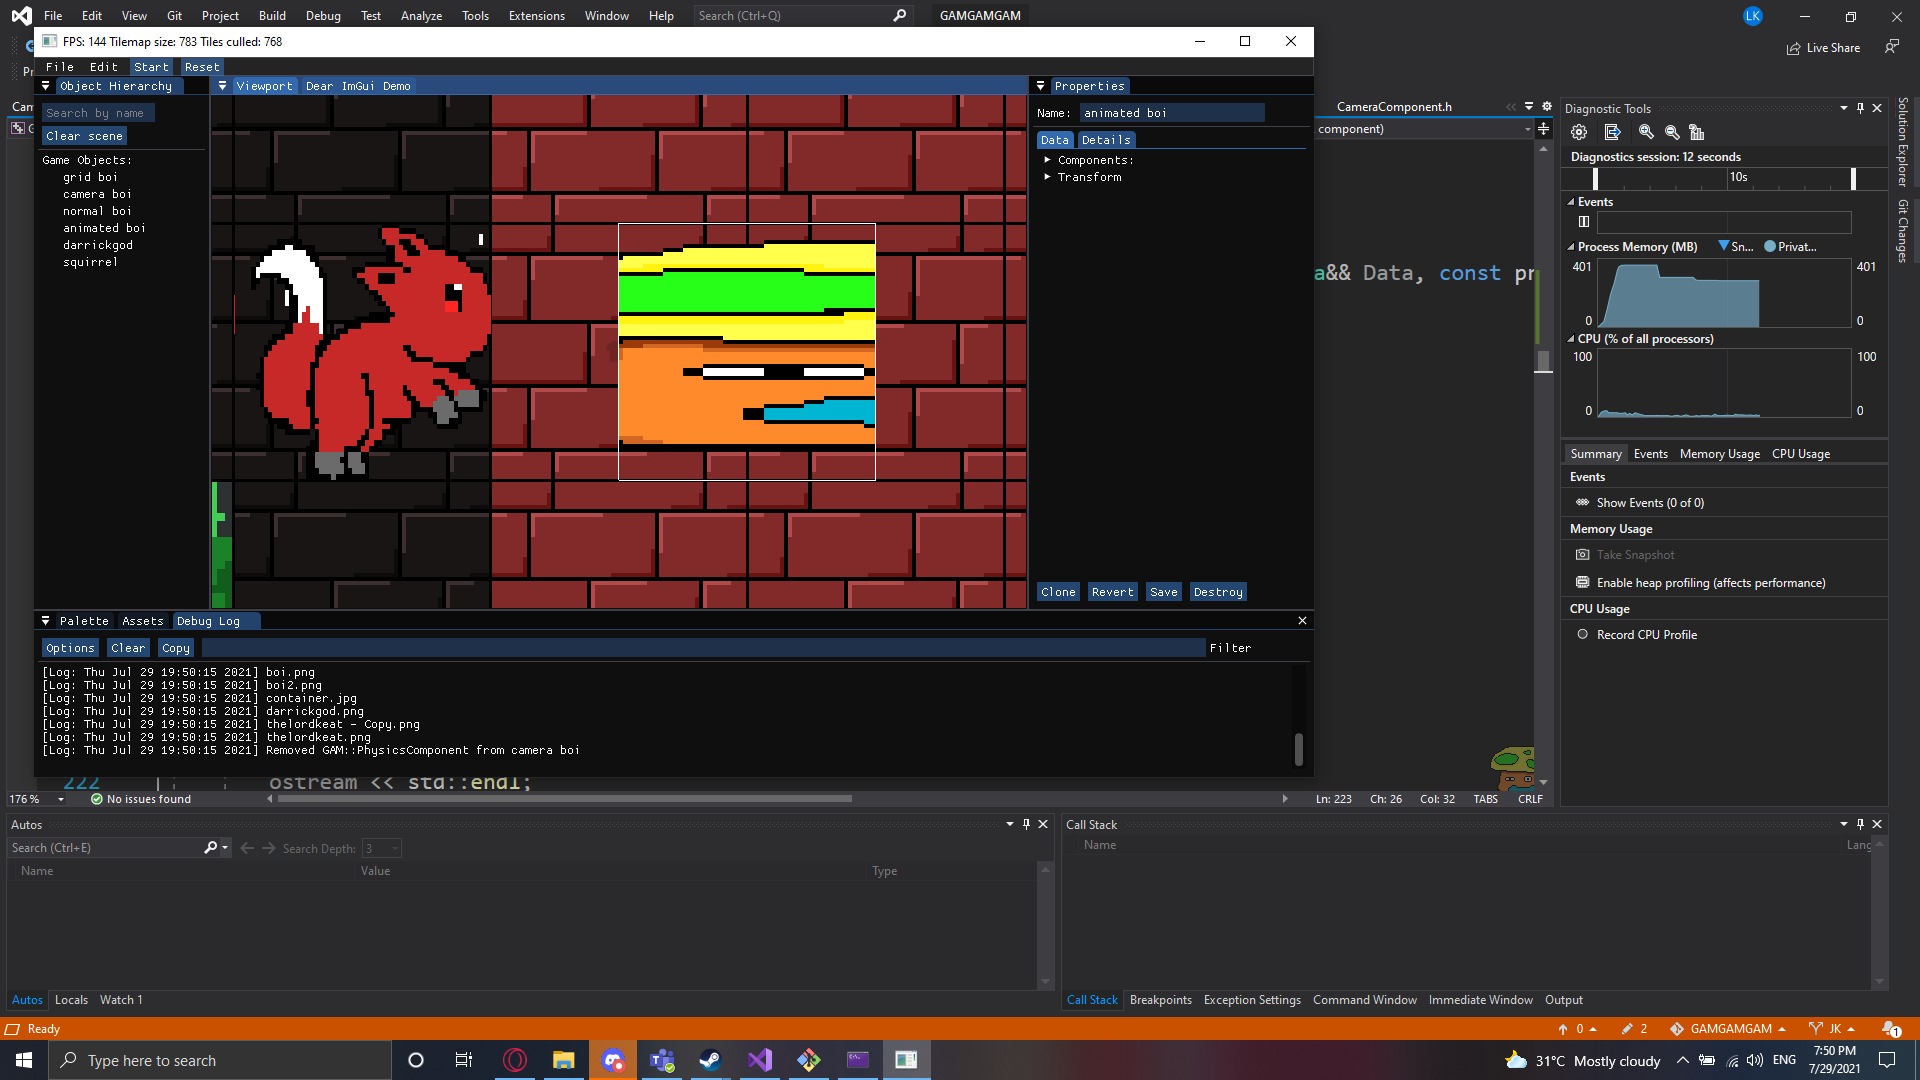 File Edit View Git Project Build Debug Test Analyze Tools Extensions Window Help Search (Ctrl+Q) GAMGAMGAM LK
FPS: 144 Tilemap size: 783 Tiles culled: 768
Live Share
File Edit Start Reset
Object Hierarchy
Viewport Dear ImGui Demo
Properties
CameraComponent.h
Diagnostic Tools
Solution Explorer
Git Changes
Search by name
Clear scene
Game Objects:
grid boi
camera boi
normal boi
animated boi
darrickgod
squirrel
Name: animated boi
Data Details
Components:
Transform
Clone Revert Save Destroy
component)
a&& Data, const pr
Diagnostics session: 12 seconds
10s
Events
Process Memory (MB) Sn... Privat...
401 401
0 0
CPU (% of all processors)
100 100
0 0
Summary Events Memory Usage CPU Usage
Events
Show Events (0 of 0)
Memory Usage
Take Snapshot
Enable heap profiling (affects performance)
CPU Usage
Record CPU Profile
Palette Assets Debug Log
Options Clear Copy Filter
[Log: Thu Jul 29 19:50:15 2021] boi.png
[Log: Thu Jul 29 19:50:15 2021] boi2.png
[Log: Thu Jul 29 19:50:15 2021] container.jpg
[Log: Thu Jul 29 19:50:15 2021] darrickgod.png
[Log: Thu Jul 29 19:50:15 2021] thelordkeat - Copy.png
[Log: Thu Jul 29 19:50:15 2021] thelordkeat.png
[Log: Thu Jul 29 19:50:15 2021] Removed GAM::PhysicsComponent from camera boi
222 ostream << std::endl;
176 % No issues found Ln: 223 Ch: 26 Col: 32 TABS CRLF
Autos
Search (Ctrl+E) Search Depth: 3
Name Value Type
Autos Locals Watch 1
Call Stack
Name Lang
Call Stack Breakpoints Exception Settings Command Window Immediate Window Output
Ready 0 2 GAMGAMGAM JK 1
Type here to search
31°C Mostly cloudy ENG
7:50 PM
7/29/2021